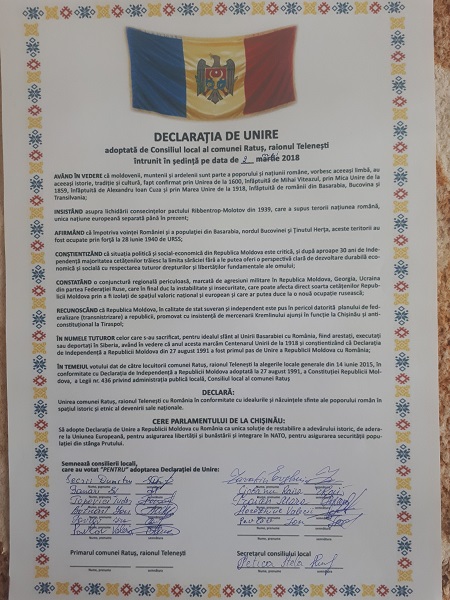 DECLARAȚIA DE UNIRE
adoptată de Consiliul local al comunei Ratuș, raionul Telenești
întrunit în ședință pe data de 2 martie 2018
AVÂND ÎN VEDERE că moldovenii, muntenii și ardelenii sunt parte a poporului și națiunii române, vorbesc aceeași limbă, au
aceeași istorie, tradiție și cultură, fapt confirmat prin Unirea de la 1600, înfăptuită de Mihai Viteazul, prin Mica Unire de la
1859, înfăptuită de Alexandru Ioan Cuza și prin Marea Unire de la 1918, înfăptuită de românii din Basarabia, Bucovina și
Transilvania;
INSISTÂND asupra lichidării consecințelor pactului Ribbentrop-Molotov din 1939, care a supus terorii națiunea română,
unica națiune europeană separată până în prezent;
AFIRMÂND că împotriva voinței României și a populației din Basarabia, nordul Bucovinei și Ținutul Herța, aceste teritorii au
fost ocupate prin forță la 28 iunie 1940 de URSS;
CONȘTIENTIZÂND că situația politică și social-economică din Republica Moldova este critică, și după aproape 30 ani de Inde-
pendență majoritatea cetățenilor trăiesc la limita sărăciei fără a le putea oferi o perspectivă clară de dezvoltare durabilă eco-
nomică și socială cu respectarea tuturor drepturilor și libertăților fundamentale ale omului;
CONSTATÂND o conjunctură regională periculoasă, marcată de agresiuni militare în Republica Moldova, Georgia, Ucraina
din partea Federației Ruse, care în final duc la instabilitate și insecuritate, care poate afecta direct soarta cetățenilor Repub-
licii Moldova prin a fi izolați de spațiul valoric național și european și care ar putea duce la o nouă ocupație rusească;
RECUNOSCÂND că Republica Moldova, în calitate de stat suveran și independent este pus în pericol datorită planului de fede-
ralizare (transnistrizare) a republicii, promovat cu insistență de mercenarii Kremlinului ajunși în funcție la Chișinău și anti-
constituțional la Tiraspol;
ÎN NUMELE TUTUROR celor care s-au sacrificat, pentru idealul sfânt al Unirii Basarabiei cu România, fiind arestați, executați
sau deportați în Siberia, având în vedere că anul acesta marcăm Centenarul Unirii de la 1918 și conștientizând că Declarația
de Independență a Republicii Moldova din 27 august 1991 a fost primul pas de Unire a Republicii Moldova cu România;
ÎN TEMEIUL votului dat de către locuitorii comunei Ratuș, raionul Telenești la alegerile locale generale din 14 iunie 2015, în
conformitate cu Declarația de Independență a Republicii Moldova adoptată la 27 august 1991, a Constituției Republicii Mol-
dova, a Legii nr 436 privind administrația publică locală, Consiliul local al comunei Ratuș
DECLARĂ:
Unirea comunei Ratuș, raionul Telenești cu România în conformitate cu idealurile și năzuințele sfinte ale poporului român în
spațiul istoric și etnic al devenirii sale naționale.
CERE PARLAMENTULUI DE LA CHIȘINĂU:
Să adopte Declarația de Unire a Republicii Moldova cu România ca unica soluție de restabilire a adevărului istoric, de adera-
re la Uniunea Europeană, pentru asigurarea libertății și bunăstării și integrare în NATO, pentru asigurarea securității popu-
lației din stânga Prutului.
Semnează consilierii locali,
care au votat "PENTRU" adoptarea Declarației de Unire:
Primarul comunei Ratuș, raionul Telenești
Secretarul consiliului local